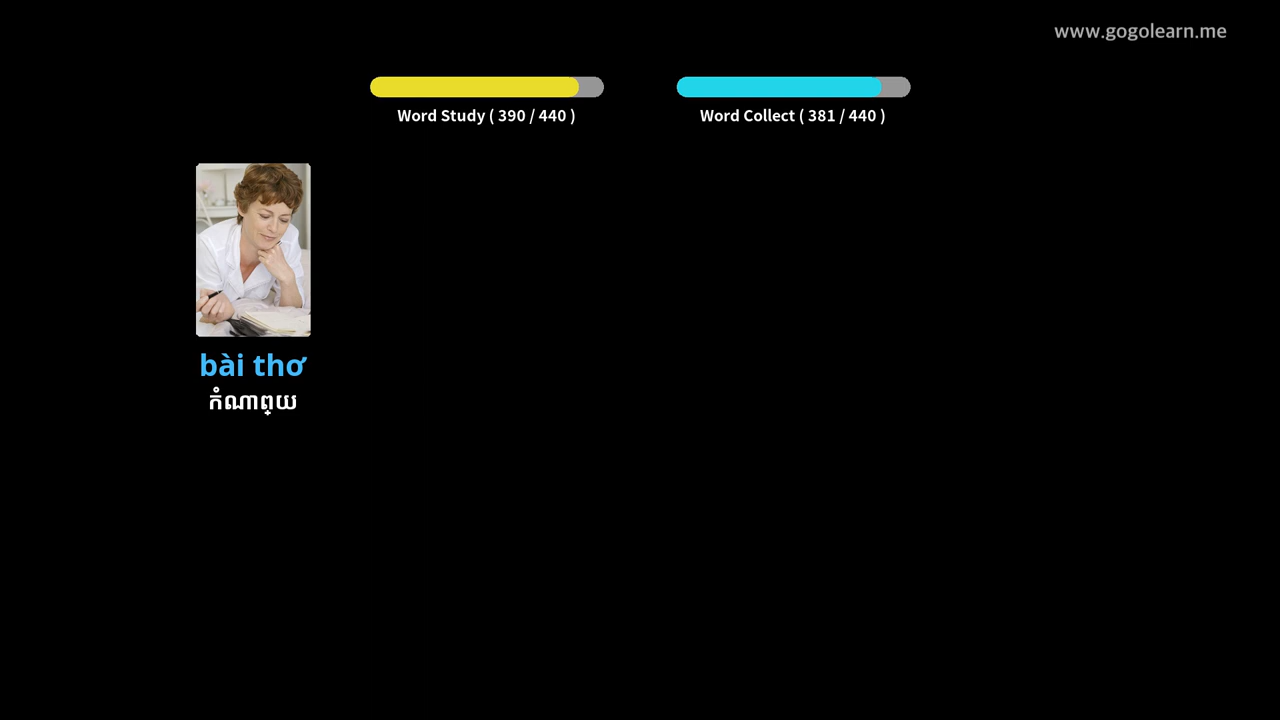 www.gogolearn.me
Word Study ( 390 / 440 )
Word Collect ( 381 / 440 )
bài thơ
កំណាព្យ